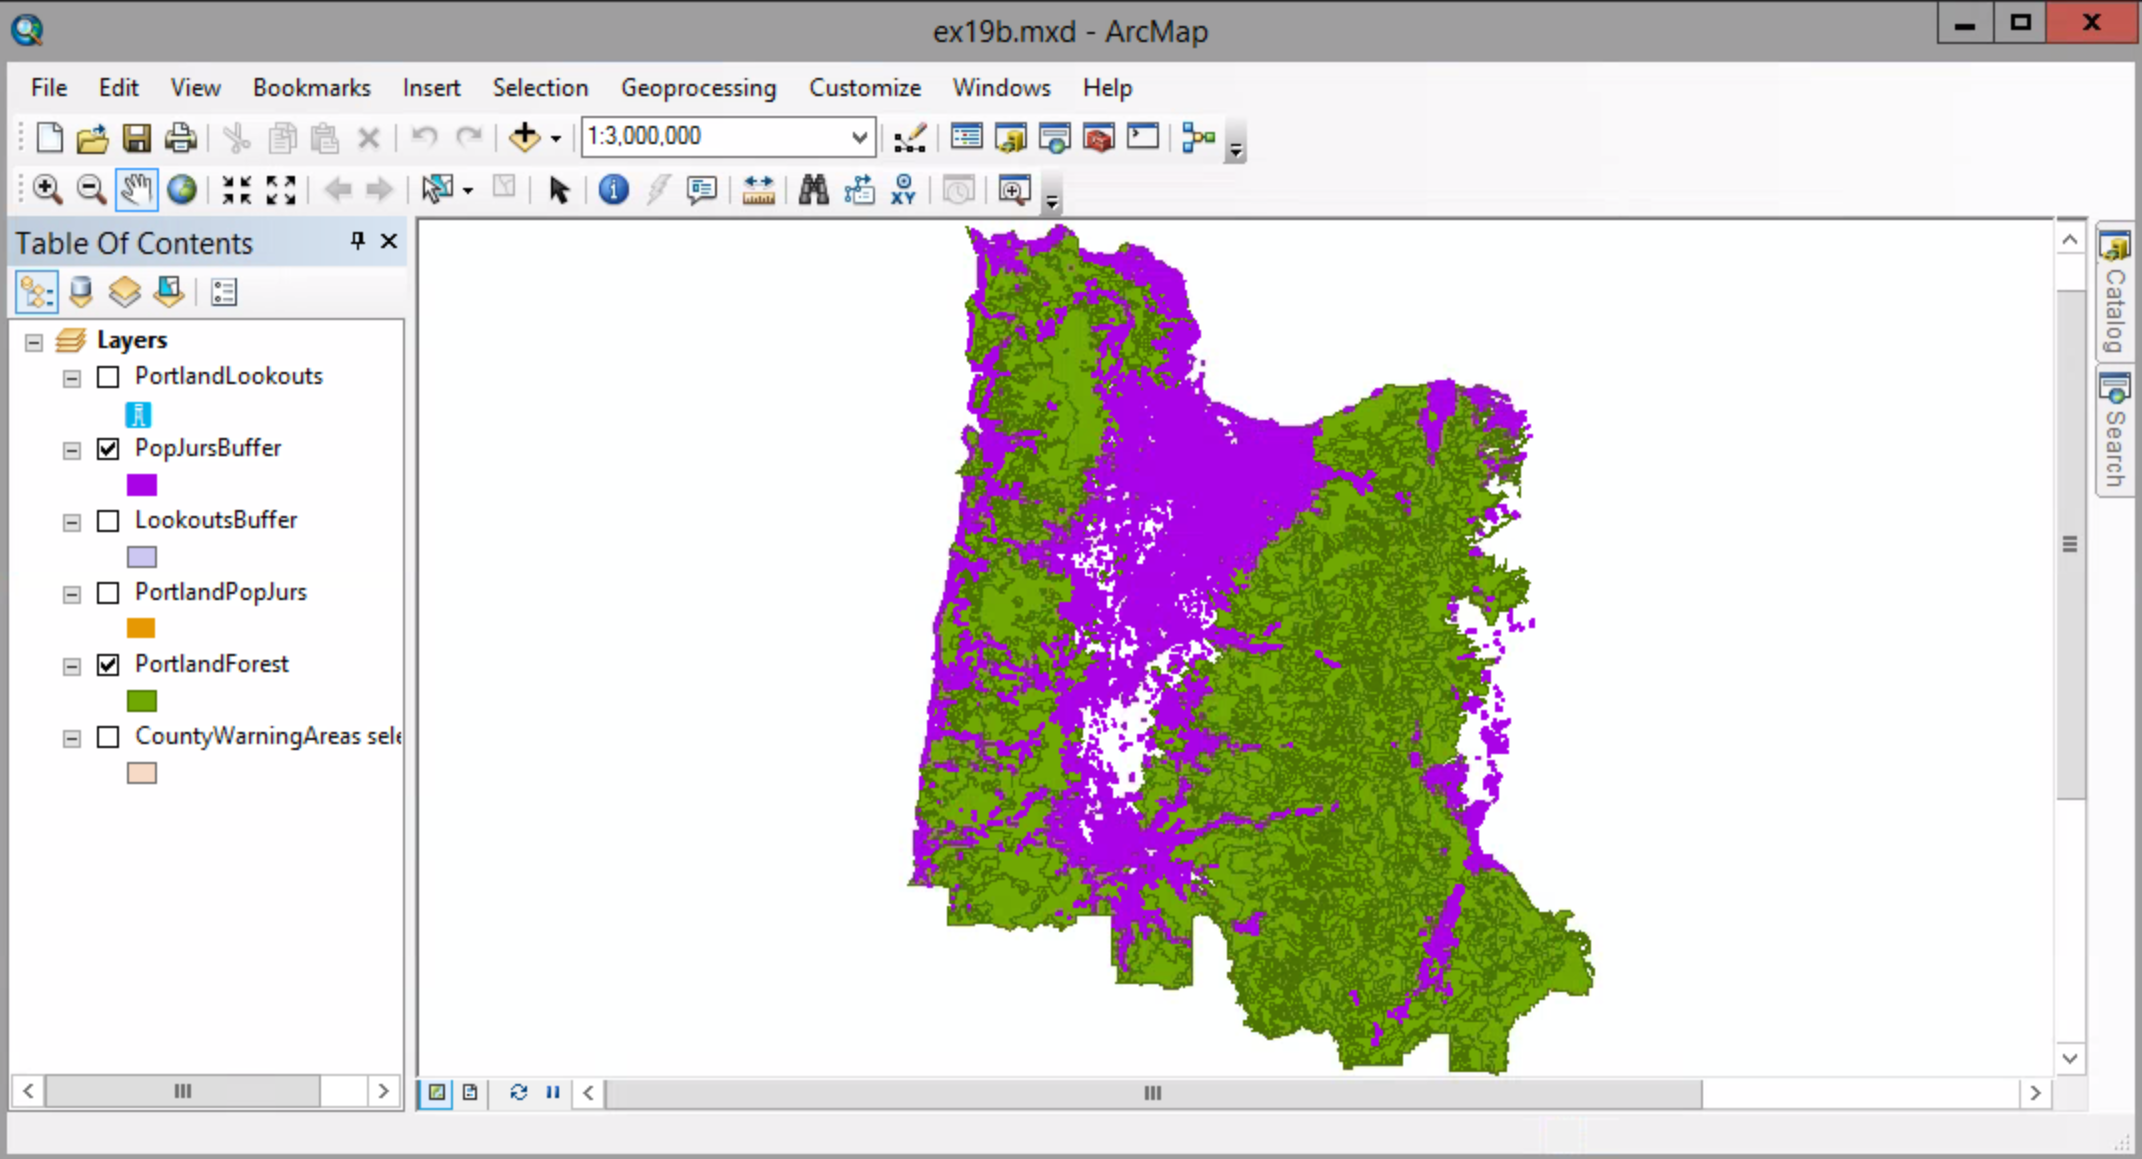 ex19b.mxd - ArcMap
File Edit View Bookmarks Insert Selection Geoprocessing Customize Windows Help
1:3,000,000
XY
Table Of Contents
Layers
PortlandLookouts
PopJursBuffer
LookoutsBuffer
PortlandPopJurs
PortlandForest
CountyWarningAreas sele
Catalog
Search